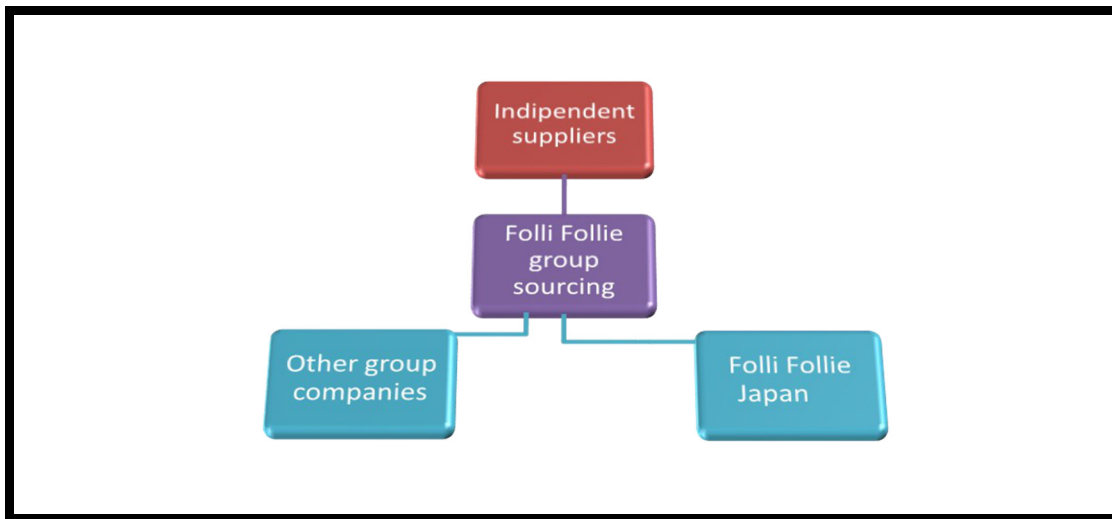 Indipendent
suppliers
Folli Follie
group
sourcing
Other group
companies
Folli Follie
Japan